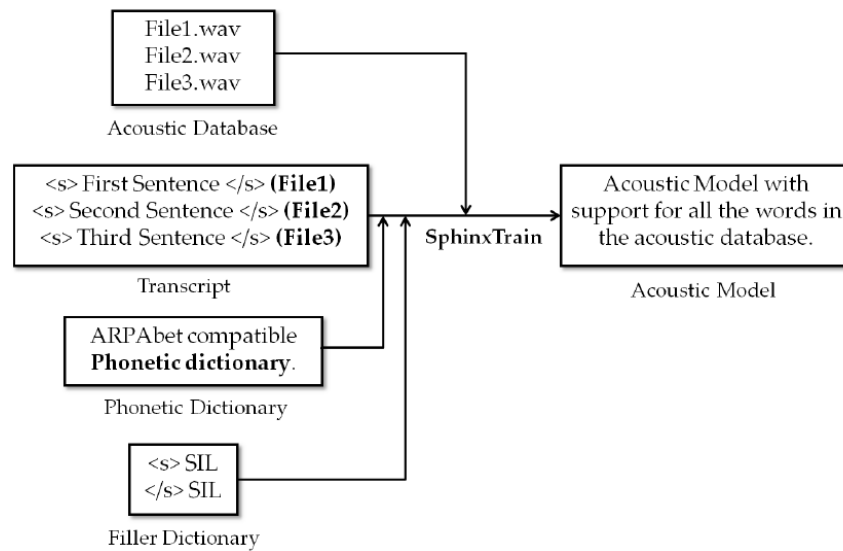 File1.wav
File2.wav
File3.wav
Acoustic Database
<s> First Sentence </s> (File1)
<s> Second Sentence </s> (File2)
<s> Third Sentence </s> (File3)
Transcript
SphinxTrain
Acoustic Model with
support for all the words in
the acoustic database.
Acoustic Model
ARPAbet compatible
Phonetic dictionary.
Phonetic Dictionary
<s> SIL
</s> SIL
Filler Dictionary